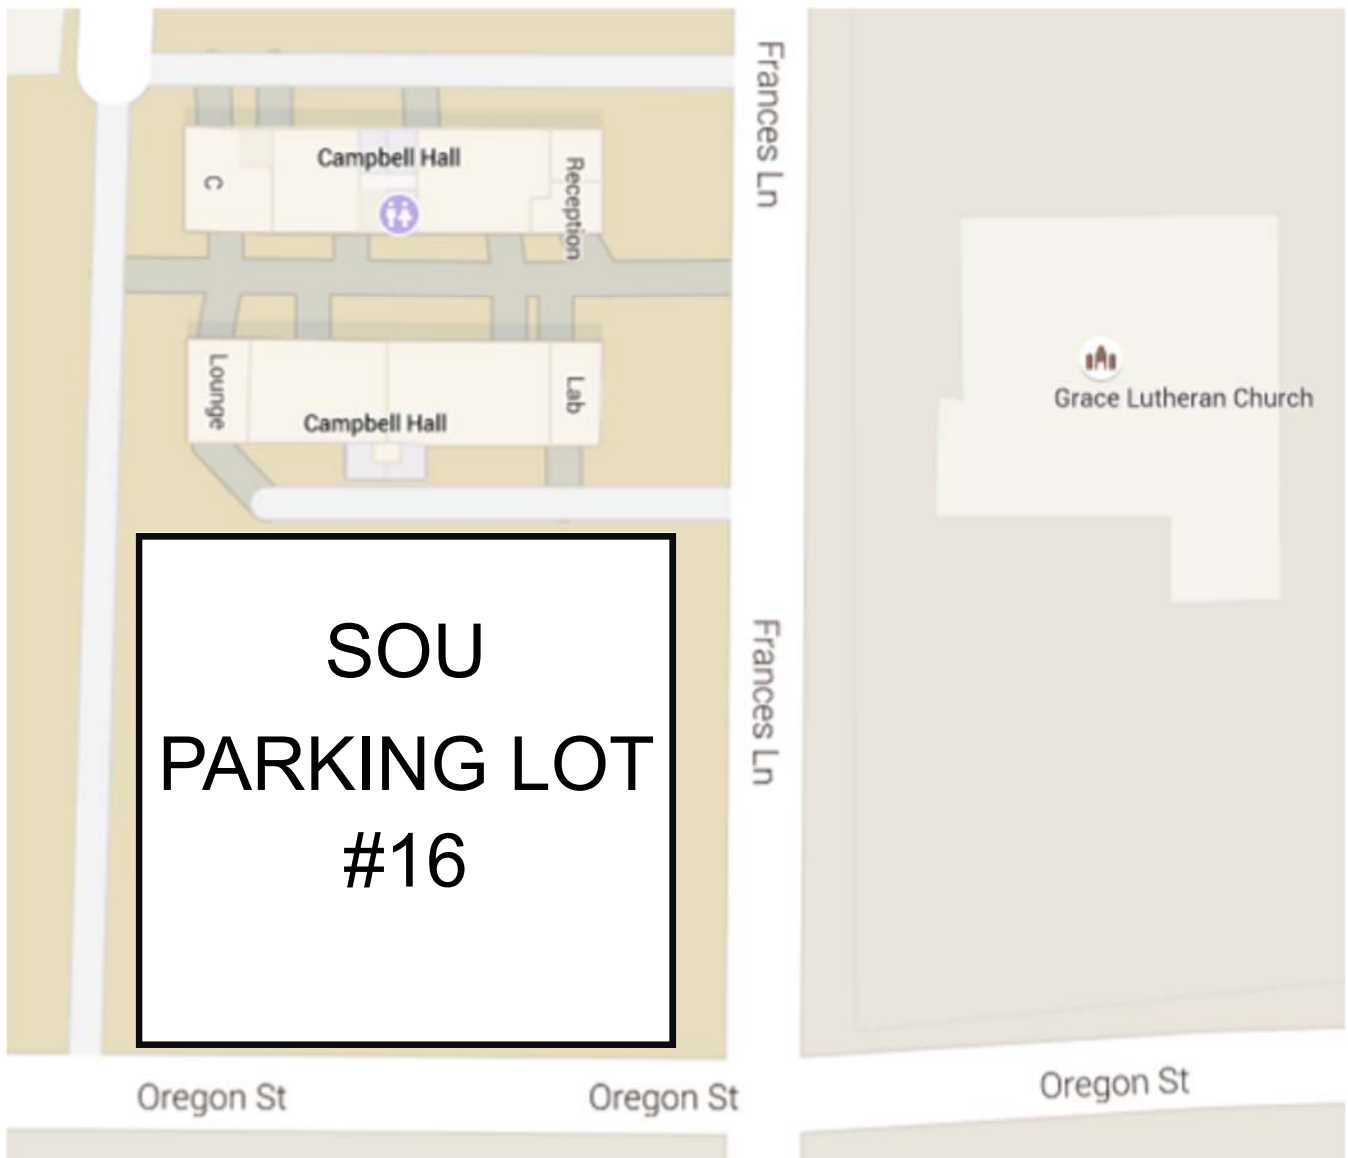 Frances Ln
Campbell Hall
C
Reception
Lounge
Campbell Hall
Lab
Grace Lutheran Church
SOU
PARKING LOT
#16
Frances Ln
Oregon St
Oregon St
Oregon St